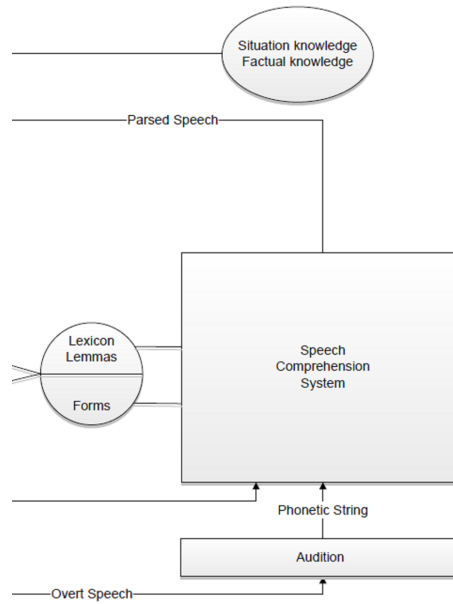 Situation knowledge
Factual knowledge
Parsed Speech
Lexicon
Lemmas
Forms
Speech
Comprehension
System
Phonetic String
Audition
Overt Speech